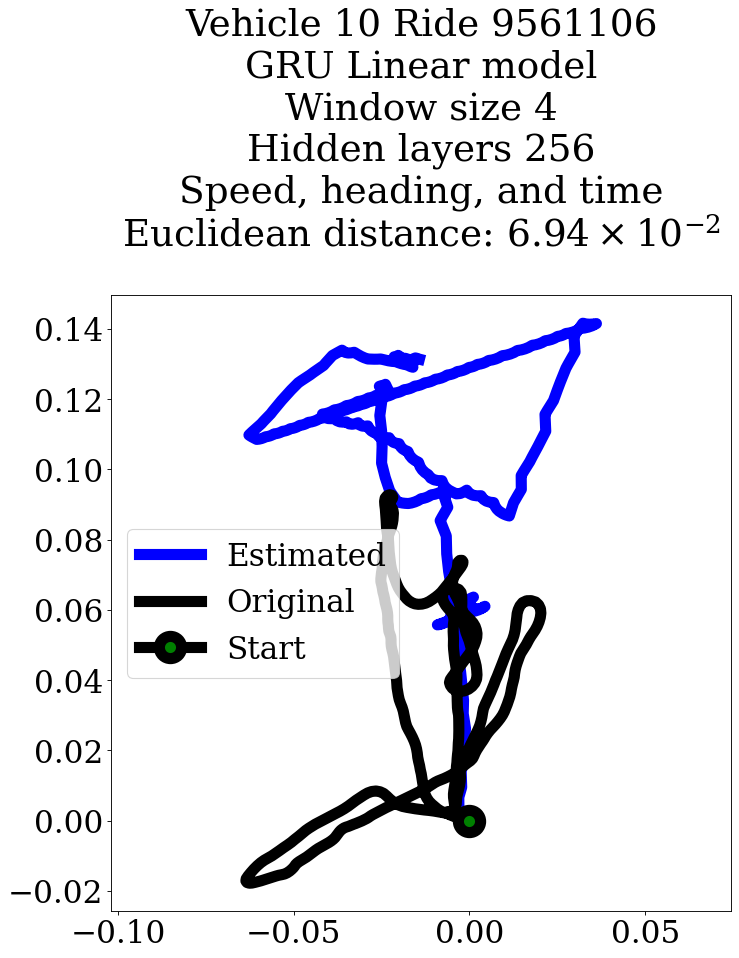 Vehicle 10 Ride 9561106
GRU Linear model
Window size 4
Hidden layers 256
Speed, heading, and time
Euclidean distance: 6.94 × 10⁻²
0.14
0.12
0.10
0.08
0.06
0.04
0.02
0.00
−0.02
Estimated
Original
Start
−0.10
−0.05
0.00
0.05